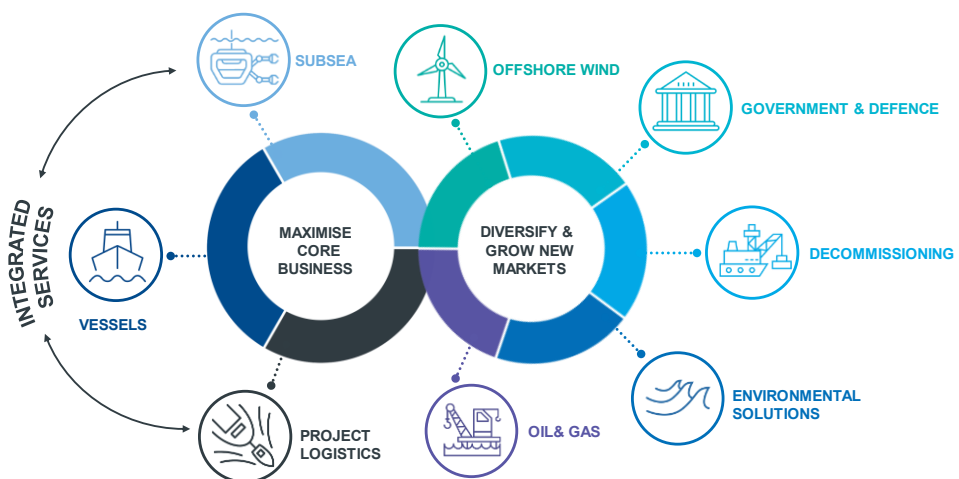 SUBSEA
OFFSHORE WIND
GOVERNMENT & DEFENCE
INTEGRATED
SERVICES
MAXIMISE
CORE
BUSINESS
DIVERSIFY &
GROW NEW
MARKETS
DECOMMISSIONING
VESSELS
ENVIRONMENTAL
SOLUTIONS
PROJECT
LOGISTICS
OIL& GAS